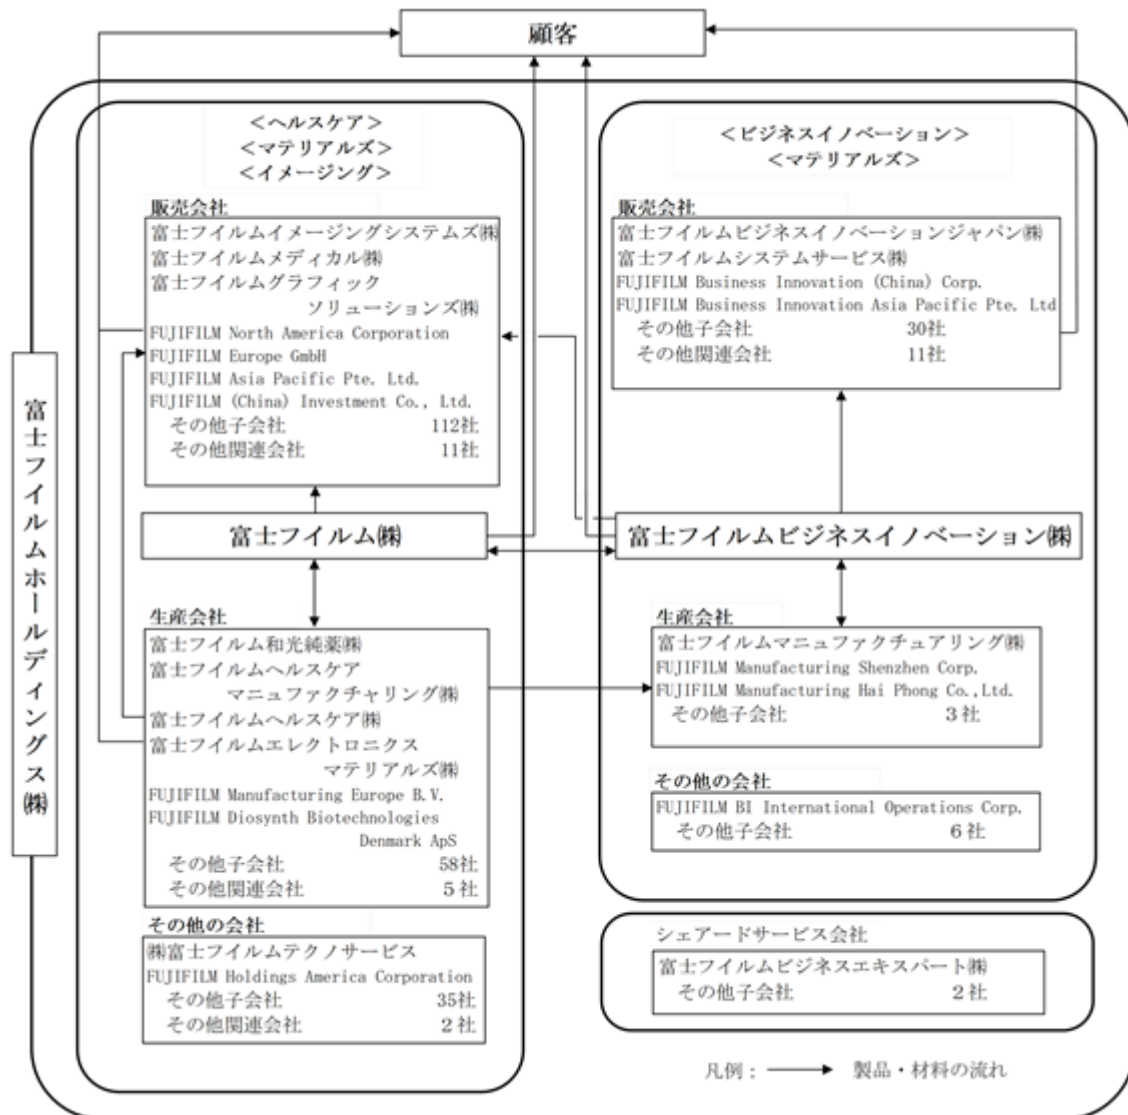 顧客
富士フイルムホールディングス㈱
<ヘルスケア>
<マテリアルズ>
<イメージング>
販売会社
富士フイルムイメージングシステムズ㈱
富士フイルムメディカル㈱
富士フイルムグラフィック
ソリューションズ㈱
FUJIFILM North America Corporation
FUJIFILM Europe GmbH
FUJIFILM Asia Pacific Pte. Ltd.
FUJIFILM (China) Investment Co., Ltd.
その他子会社 112社
その他関連会社 11社
富士フイルム㈱
生産会社
富士フイルム和光純薬㈱
富士フイルムヘルスケア
マニュファクチャリング㈱
富士フイルムヘルスケア㈱
富士フイルムエレクトロニクス
マテリアルズ㈱
FUJIFILM Manufacturing Europe B.V.
FUJIFILM Diosynth Biotechnologies
Denmark ApS
その他子会社 58社
その他関連会社 5社
その他の会社
㈱富士フイルムテクノサービス
FUJIFILM Holdings America Corporation
その他子会社 35社
その他関連会社 2社
<ビジネスイノベーション>
<マテリアルズ>
販売会社
富士フイルムビジネスイノベーションジャパン㈱
富士フイルムシステムサービス㈱
FUJIFILM Business Innovation (China) Corp.
FUJIFILM Business Innovation Asia Pacific Pte. Ltd
その他子会社 30社
その他関連会社 11社
富士フイルムビジネスイノベーション㈱
生産会社
富士フイルムマニュファクチュアリング㈱
FUJIFILM Manufacturing Shenzhen Corp.
FUJIFILM Manufacturing Hai Phong Co.,Ltd.
その他子会社 3社
その他の会社
FUJIFILM BI International Operations Corp.
その他子会社 6社
シェアードサービス会社
富士フイルムビジネスエキスパート㈱
その他子会社 2社
凡例： 製品・材料の流れ